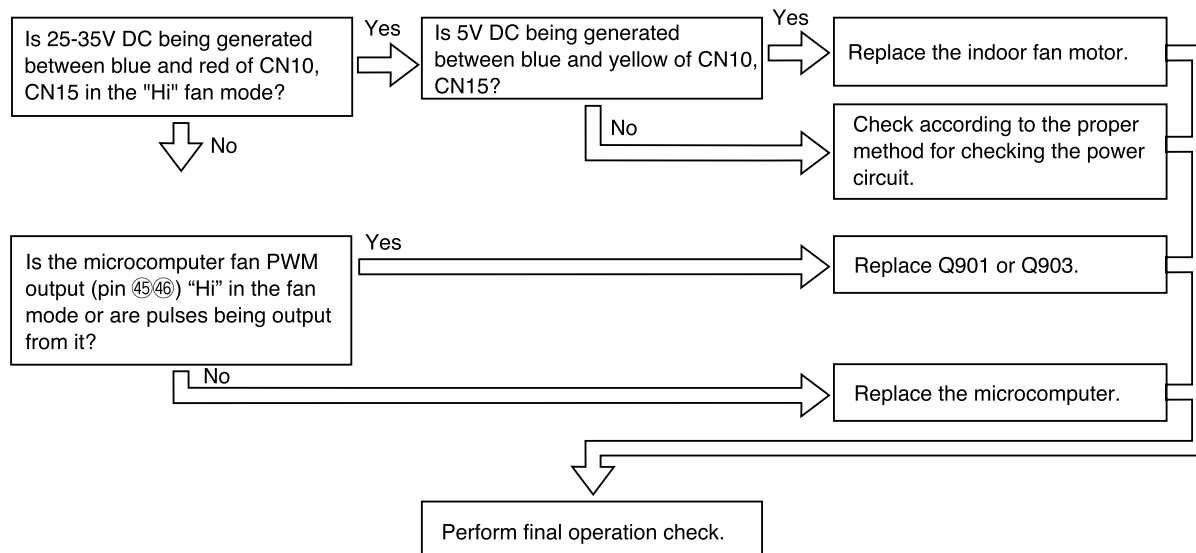 Is 25-35V DC being generated
between blue and red of CN10,
CN15 in the "Hi" fan mode?
Yes
Is 5V DC being generated
between blue and yellow of CN10,
CN15?
Yes
Replace the indoor fan motor.
No
No
Check according to the proper
method for checking the power
circuit.
Is the microcomputer fan PWM
output (pin ㊺㊻) “Hi” in the fan
mode or are pulses being output
from it?
Yes
Replace Q901 or Q903.
No
Replace the microcomputer.
Perform final operation check.